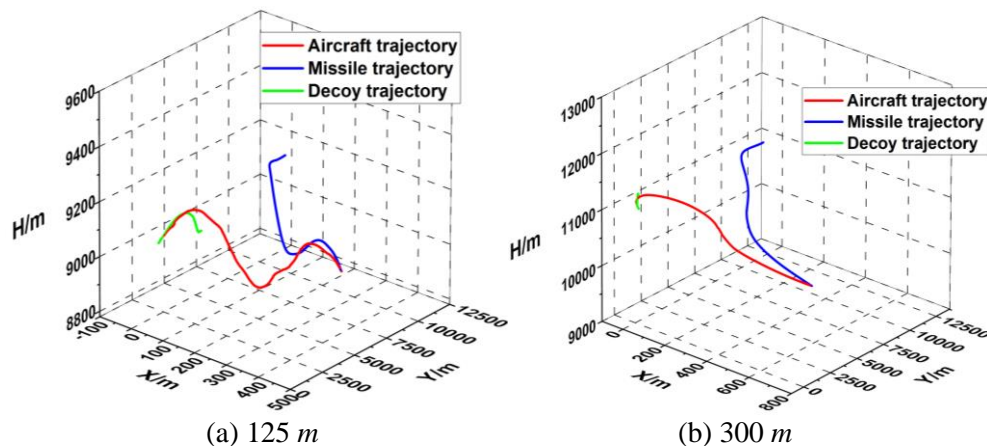 Aircraft trajectory
Missile trajectory
Decoy trajectory
9600
9400
9200
9000
8800
H/m
-100
0
100
200
300
400
500
X/m
0
2500
5000
7500
10000
12500
Y/m
(a) 125 m
Aircraft trajectory
Missile trajectory
Decoy trajectory
13000
12000
11000
10000
9000
H/m
0
200
400
600
800
X/m
0
2500
5000
7500
10000
12500
Y/m
(b) 300 m